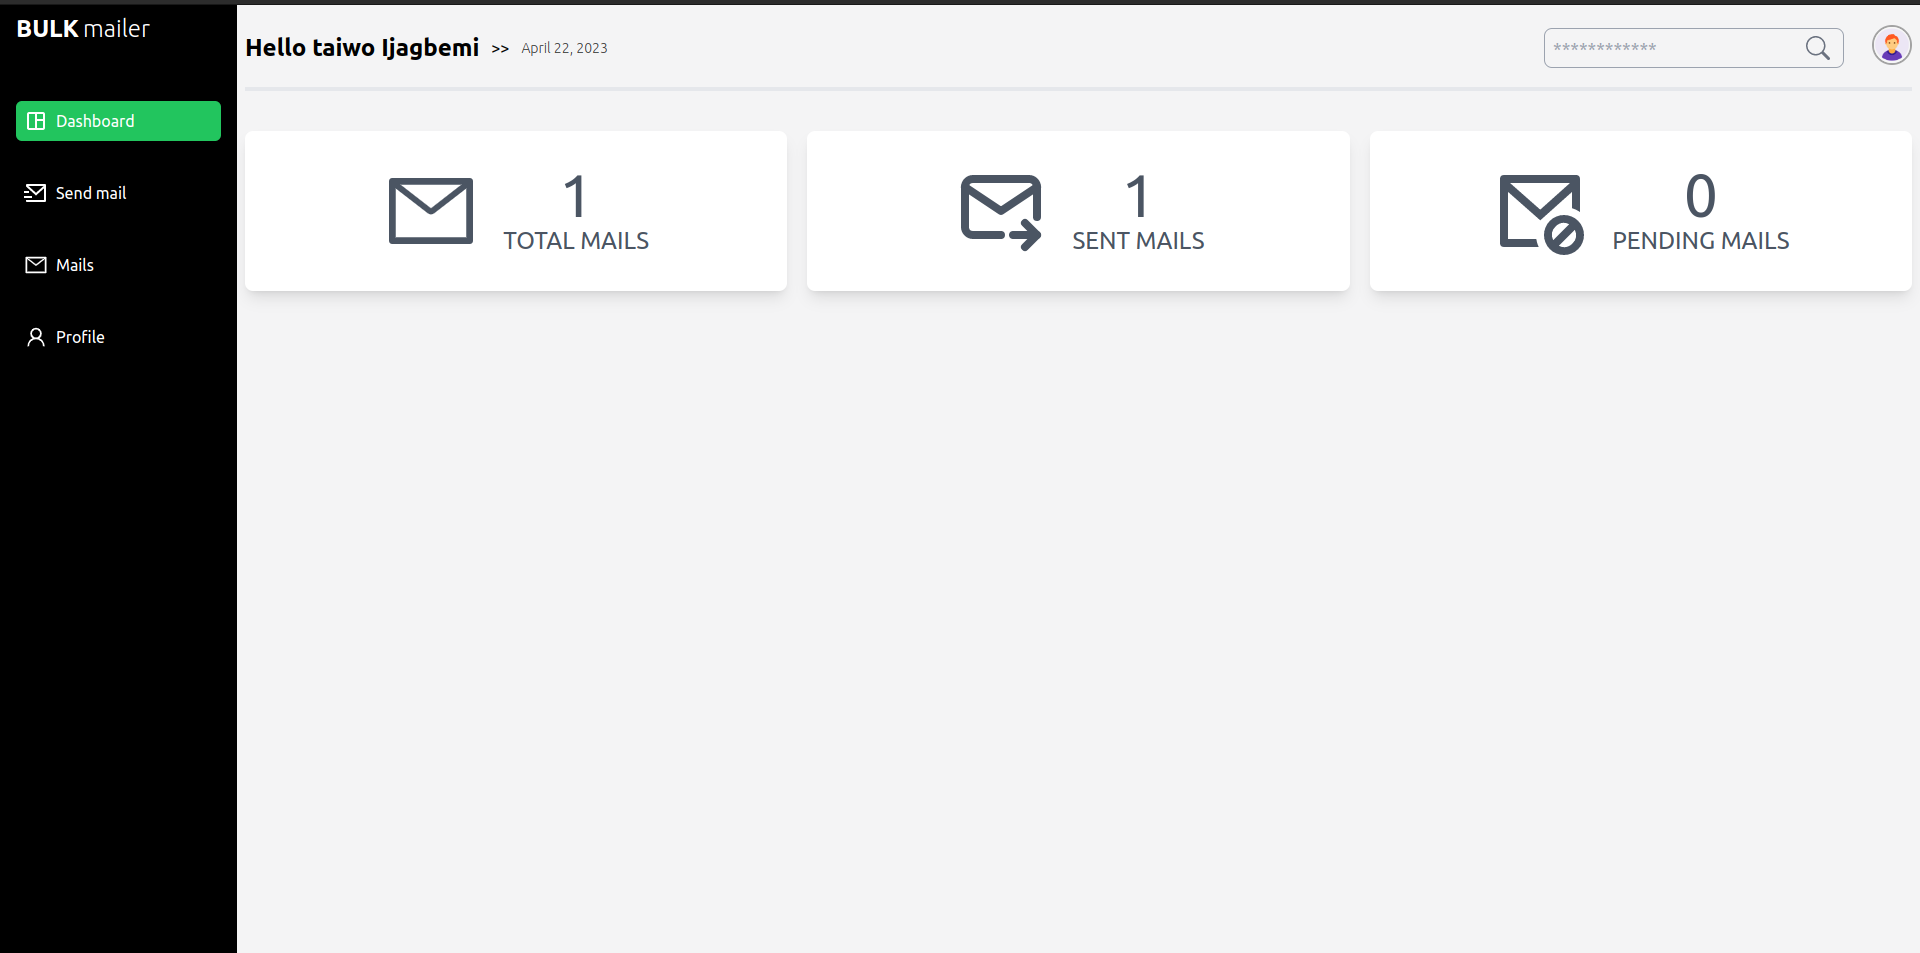 BULK mailer
Dashboard
Send mail
Mails
Profile
Hello taiwo Ijagbemi >> April 22, 2023
************
1
TOTAL MAILS
1
SENT MAILS
0
PENDING MAILS